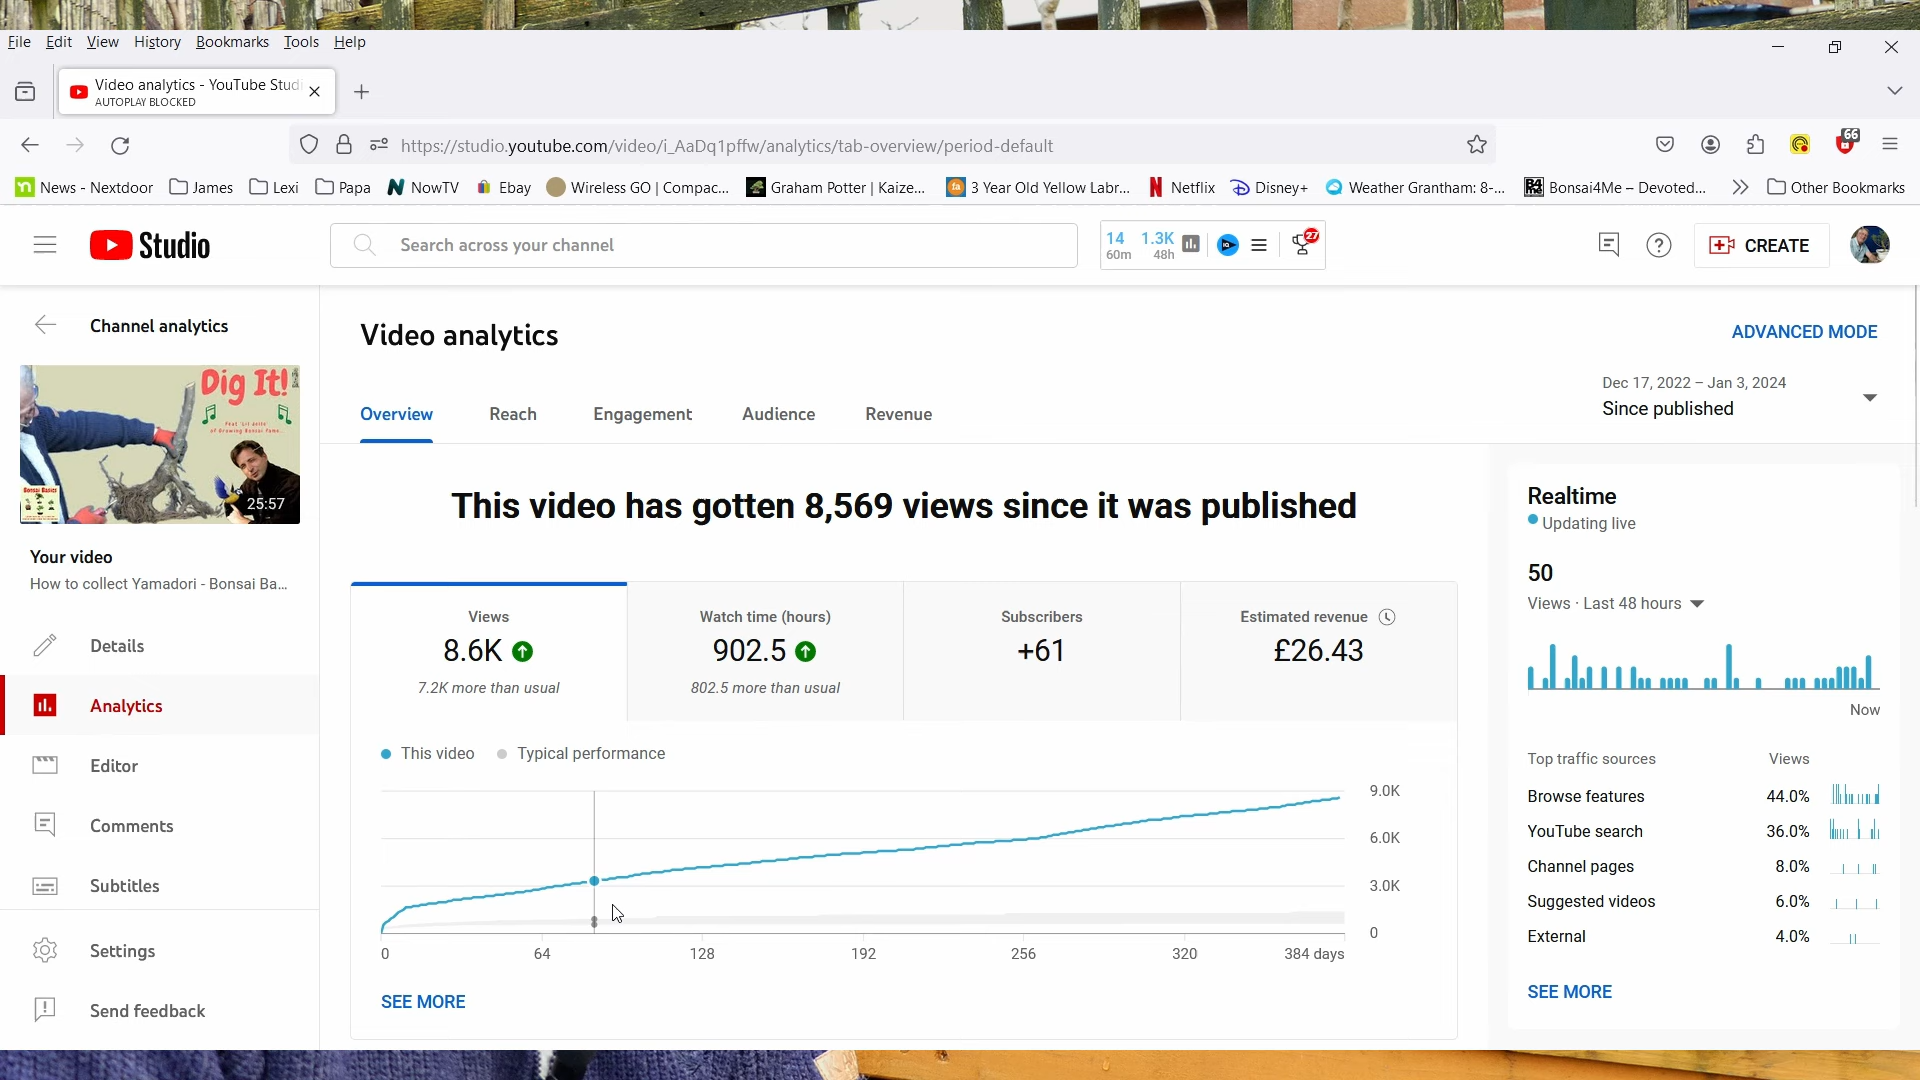 File Edit View History Bookmarks Tools Help
Video analytics - YouTube Studi
AUTOPLAY BLOCKED
https://studio.youtube.com/video/i_AaDq1pffw/analytics/tab-overview/period-default
66
News - Nextdoor James Lexi Papa NowTV Ebay Wireless GO | Compac... Graham Potter | Kaize... 3 Year Old Yellow Labr... Netflix Disney+ Weather Grantham: 8-... Bonsai4Me – Devoted... Other Bookmarks
Studio
Search across your channel
14 1.3K
60m 48h
27
CREATE
Channel analytics
Dig It!
Bonsai Basics
25:57
Your video
How to collect Yamadori - Bonsai Ba...
Details
Analytics
Editor
Comments
Subtitles
Settings
Send feedback
Video analytics
ADVANCED MODE
Dec 17, 2022 – Jan 3, 2024
Since published
Overview Reach Engagement Audience Revenue
This video has gotten 8,569 views since it was published
Views
8.6K
7.2K more than usual
Watch time (hours)
902.5
802.5 more than usual
Subscribers
+61
Estimated revenue
£26.43
This video Typical performance
9.0K
6.0K
3.0K
0
0 64 128 192 256 320 384 days
SEE MORE
Realtime
Updating live
50
Views · Last 48 hours
Now
Top traffic sources Views
Browse features 44.0%
YouTube search 36.0%
Channel pages 8.0%
Suggested videos 6.0%
External 4.0%
SEE MORE